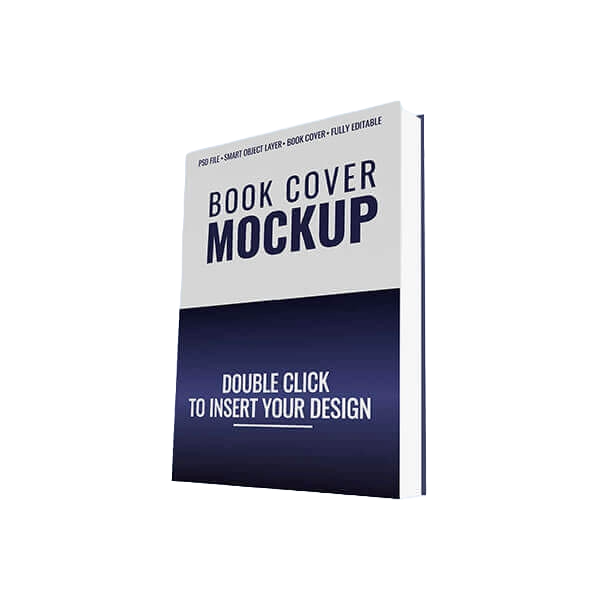 PSD FILE • SMART OBJECT LAYER • BOOK COVER • FULLY EDITABLE
BOOK COVER
MOCKUP
DOUBLE CLICK
TO INSERT YOUR DESIGN